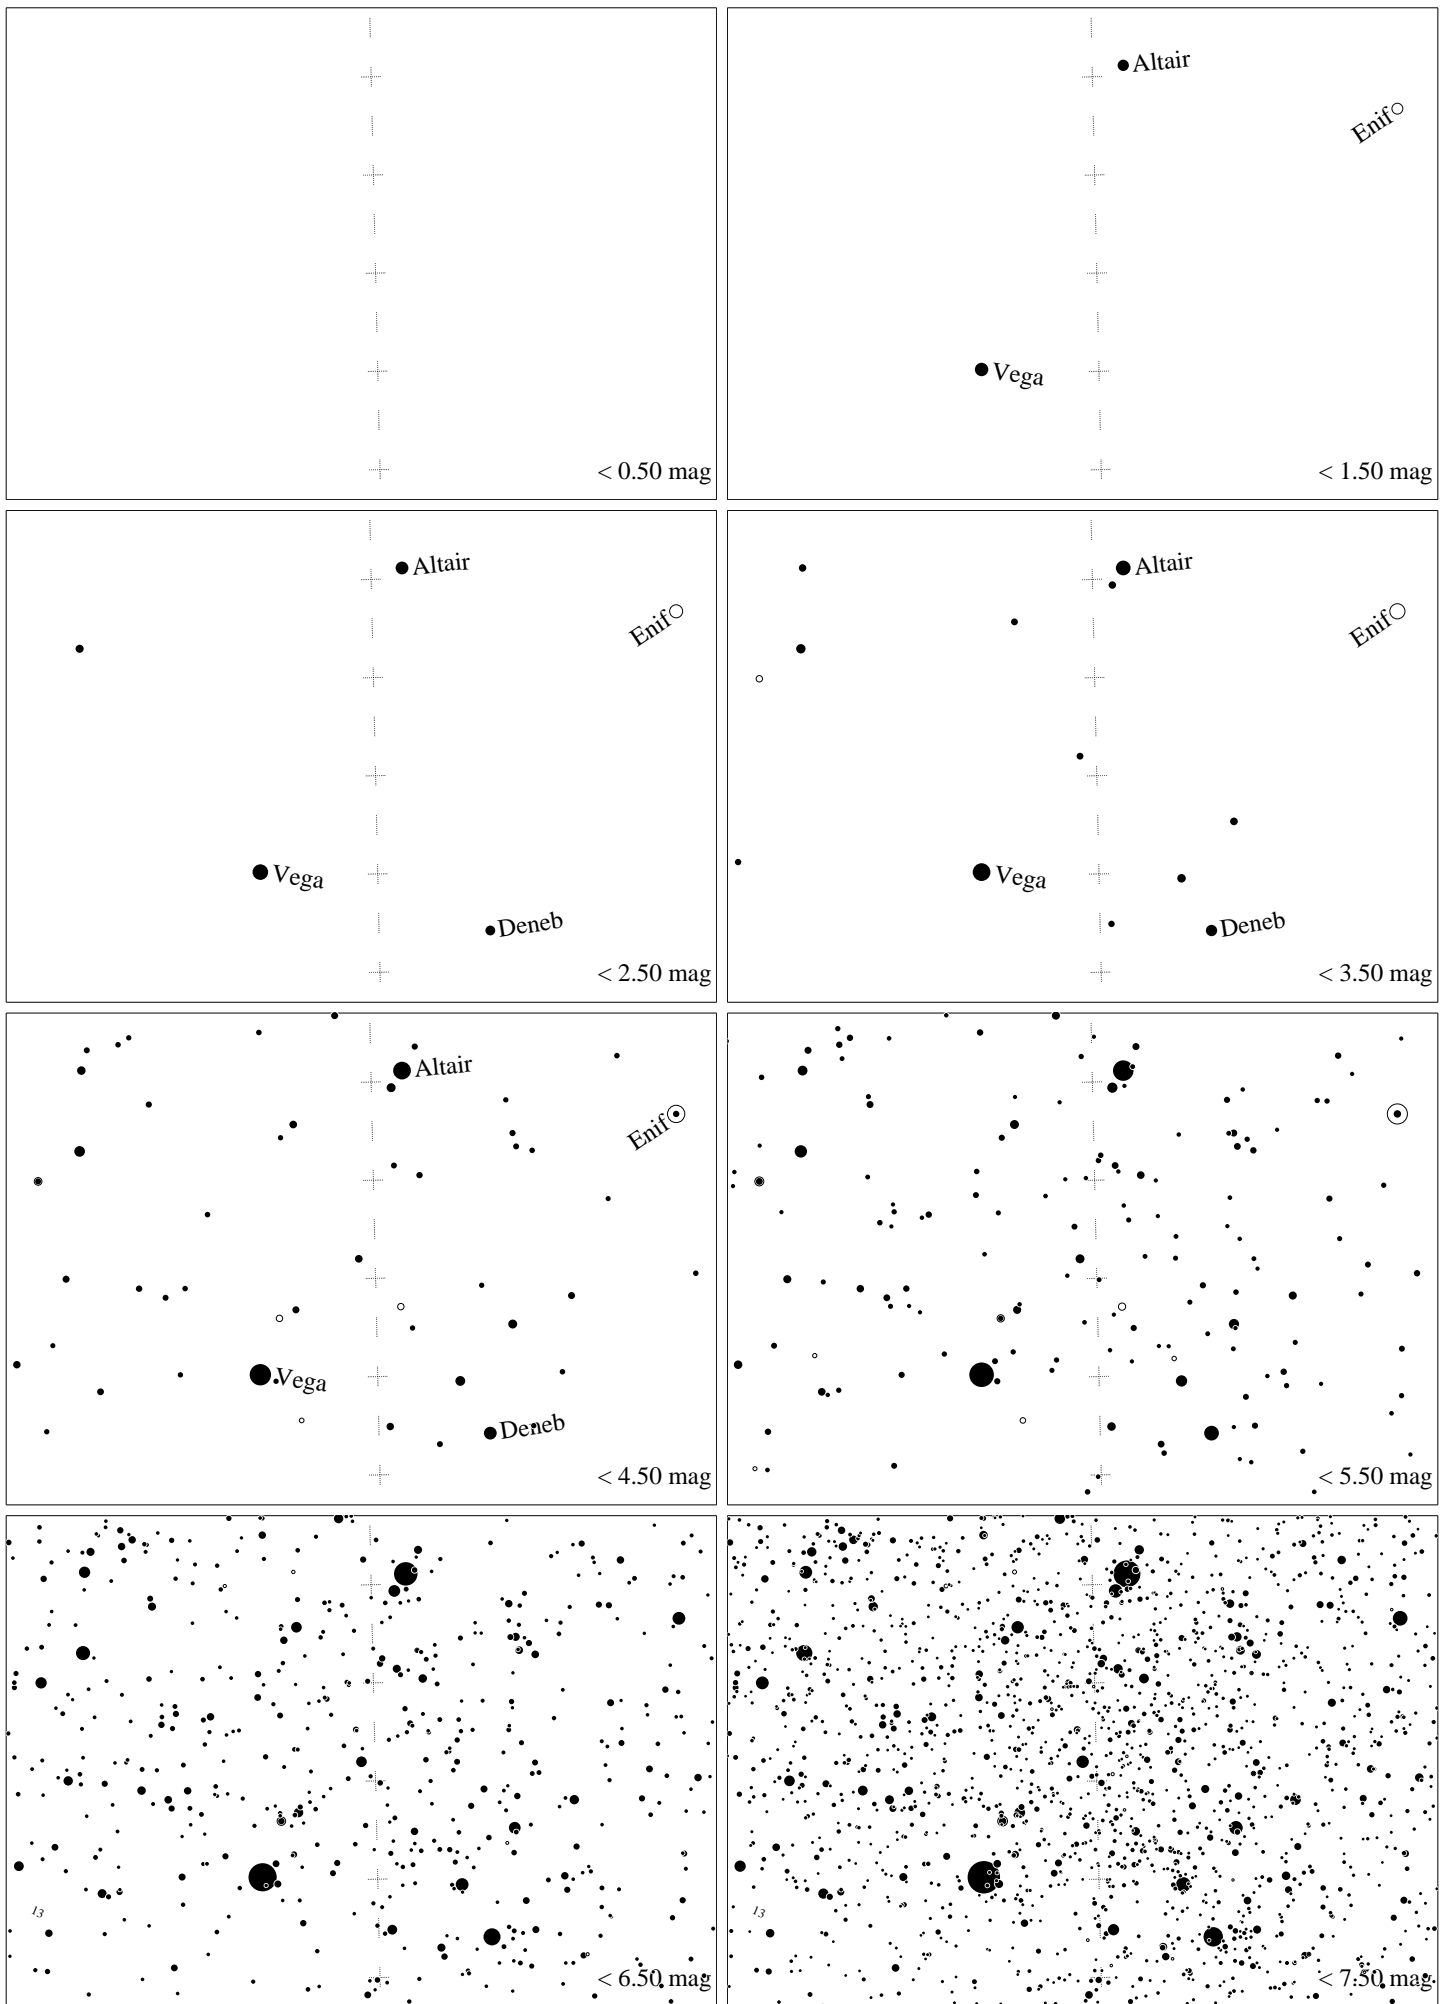 < 0.50 mag
Altair
Enif
Vega
< 1.50 mag
Altair
Enif
Vega
Deneb
< 2.50 mag
Altair
Enif
Vega
Deneb
< 3.50 mag
Altair
Enif
Vega
Deneb
< 4.50 mag
< 5.50 mag
13
< 6.50 mag
13
< 7.50 mag